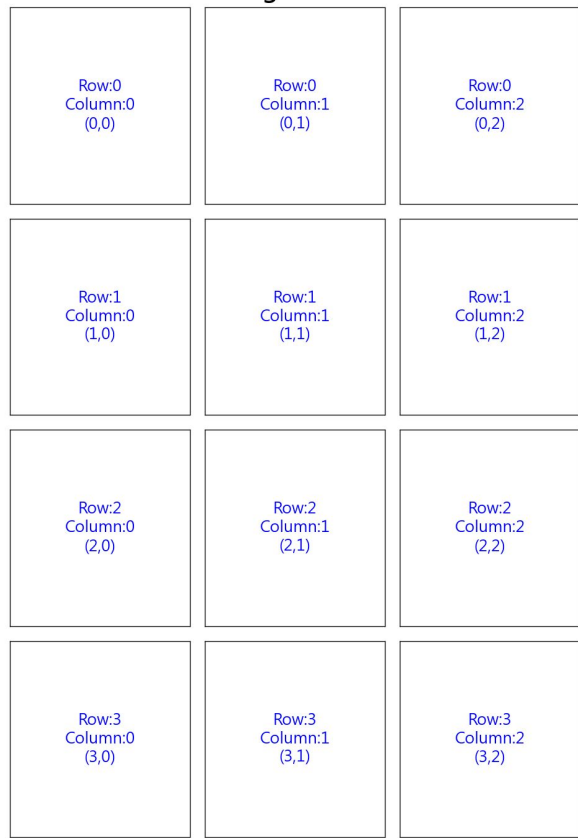 Row:0
Column:0
(0,0)
Row:0
Column:1
(0,1)
Row:0
Column:2
(0,2)
Row:1
Column:0
(1,0)
Row:1
Column:1
(1,1)
Row:1
Column:2
(1,2)
Row:2
Column:0
(2,0)
Row:2
Column:1
(2,1)
Row:2
Column:2
(2,2)
Row:3
Column:0
(3,0)
Row:3
Column:1
(3,1)
Row:3
Column:2
(3,2)